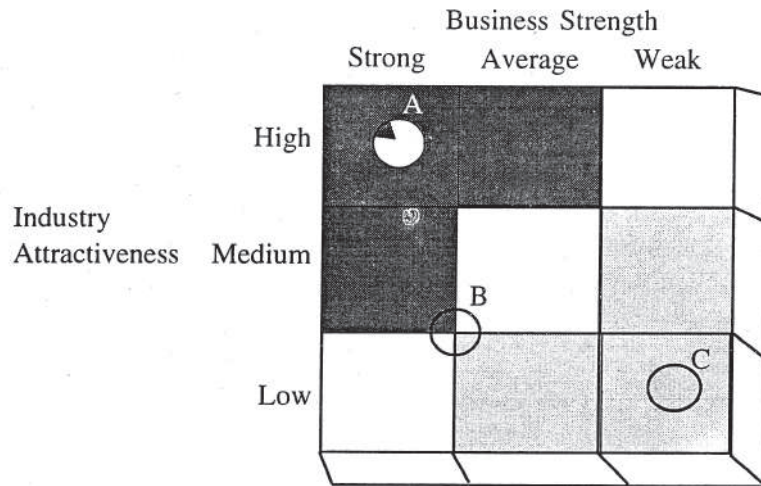 Business Strength
Strong Average Weak
A
High
Industry
Attractiveness Medium
B
C
Low